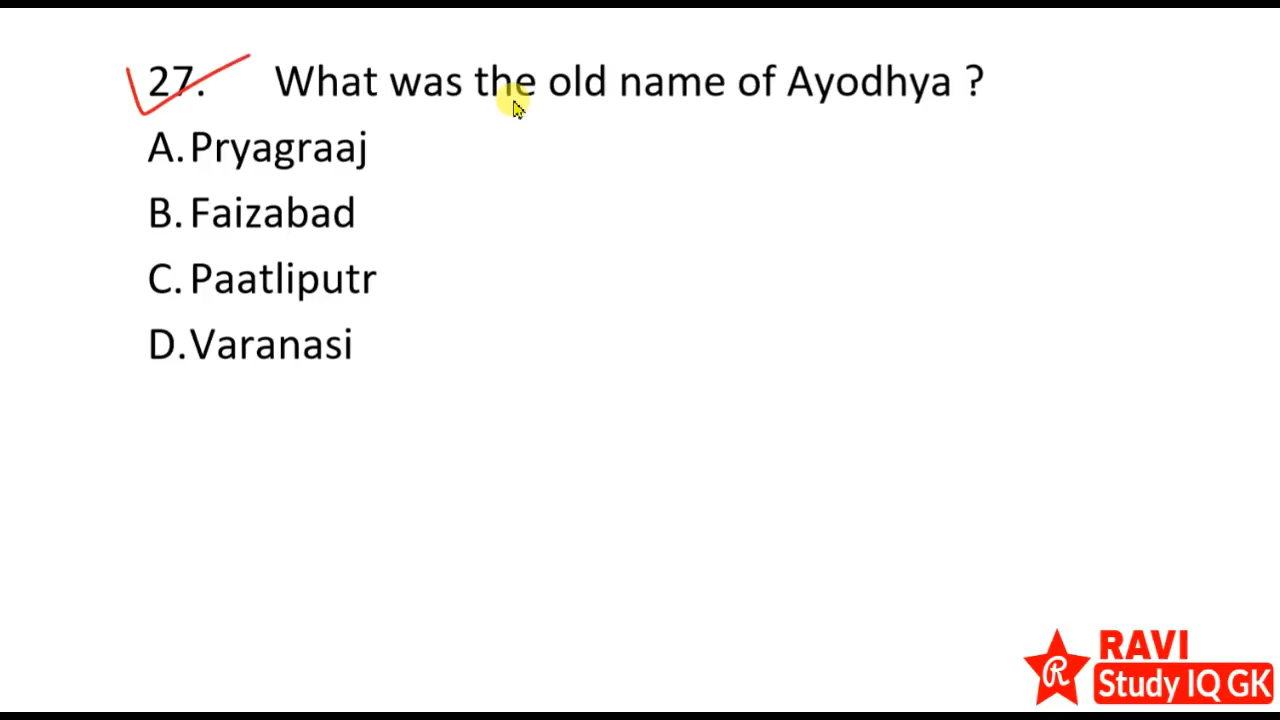 27. What was the old name of Ayodhya ?
A. Pryagraaj
B. Faizabad
C. Paatliputr
D. Varanasi
R
RAVI
Study IQ GK